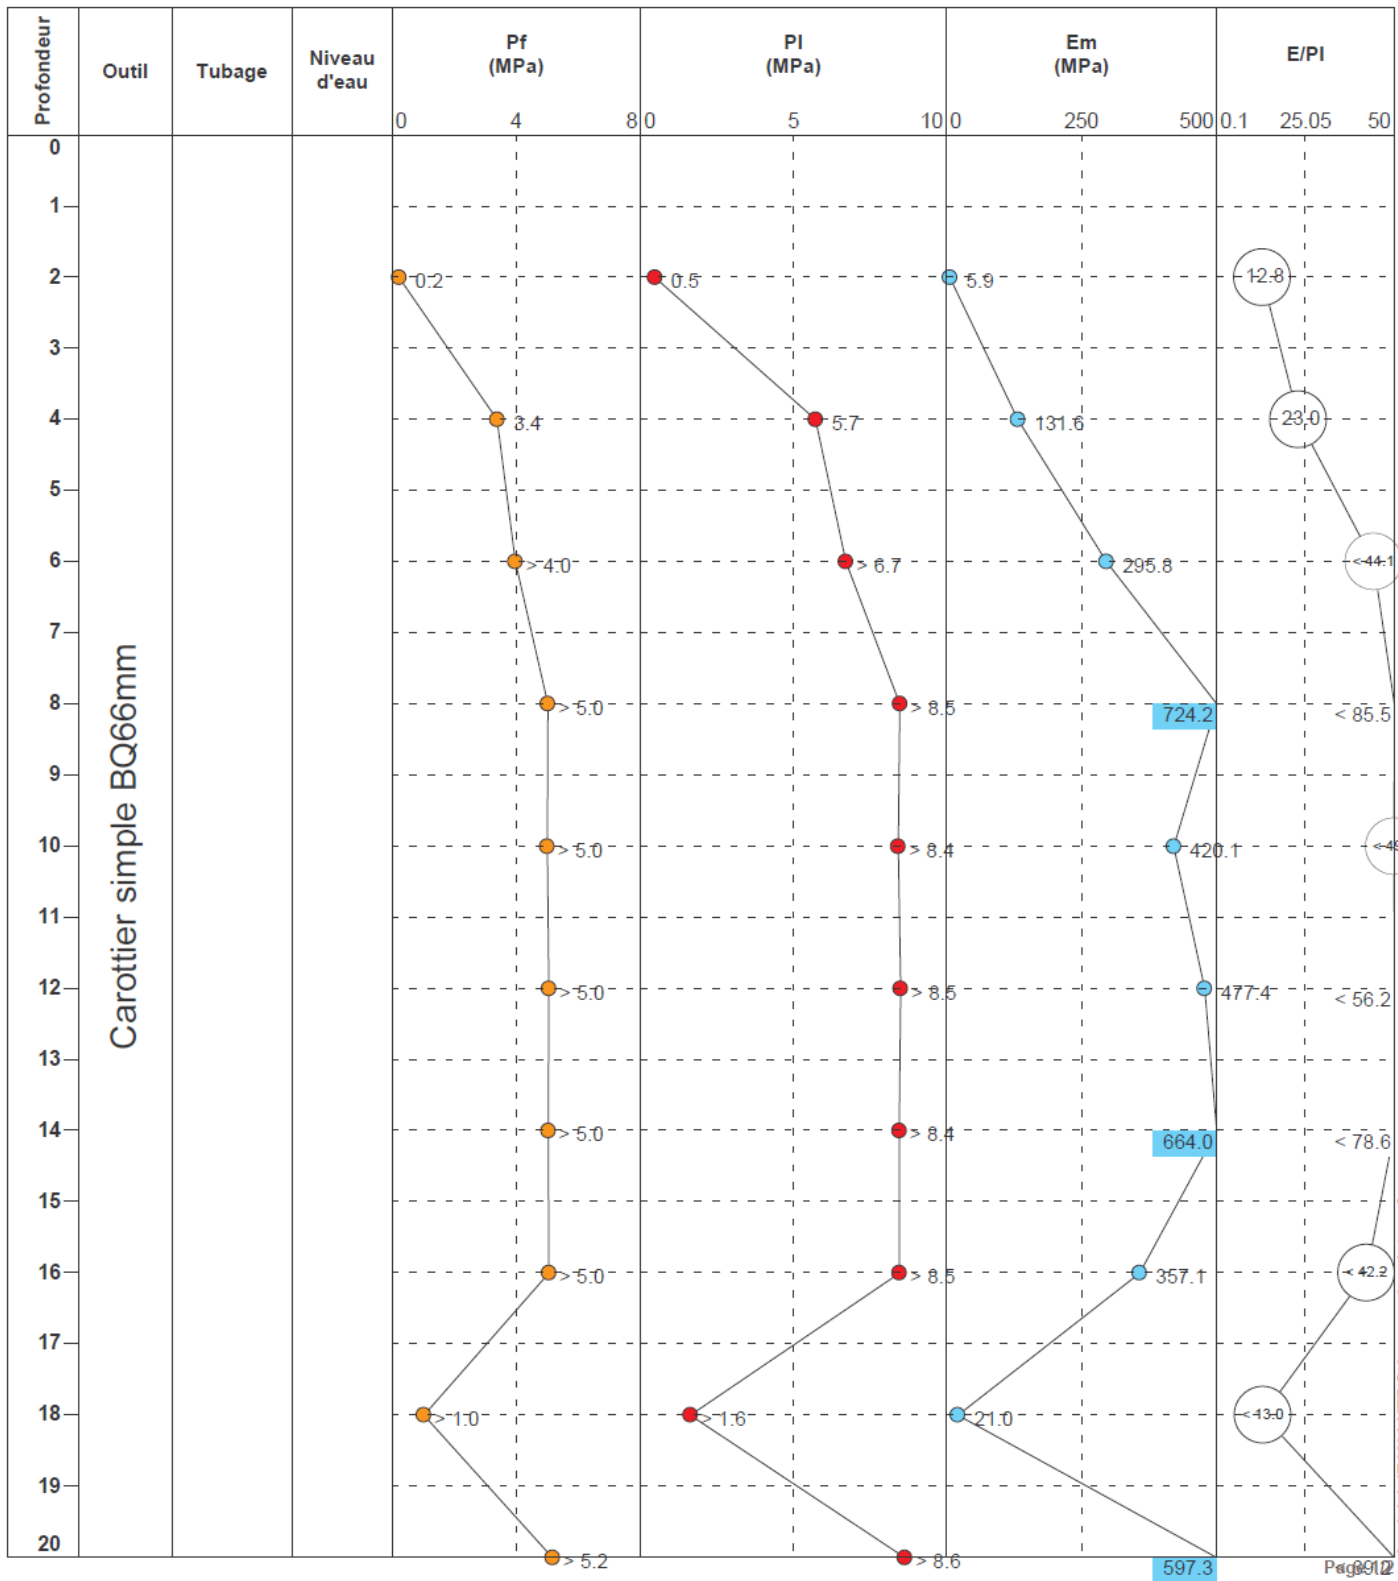 Profondeur
Outil
Tubage
Niveau
d'eau
Pf
(MPa)
Pl
(MPa)
Em
(MPa)
E/Pl
0 4 8
0 5 10
0 250 500
0.1 25.05 50
0
1
2 0.2 0.5 5.9 12.8
3
4 3.4 5.7 131.6 23.0
5
6 > 4.0 > 6.7 295.8 < 44.1
7
8 > 5.0 > 8.5 724.2 < 85.5
9
10 > 5.0 > 8.4 420.1
11
12 > 5.0 > 8.5 477.4 < 56.2
13
14 > 5.0 > 8.4 664.0 < 78.6
15
16 > 5.0 > 8.5 357.1 < 42.2
17
18 > 1.0 > 1.6 21.0 < 13.0
19
20 > 5.2 > 8.6 597.3
Carottier simple BQ66mm